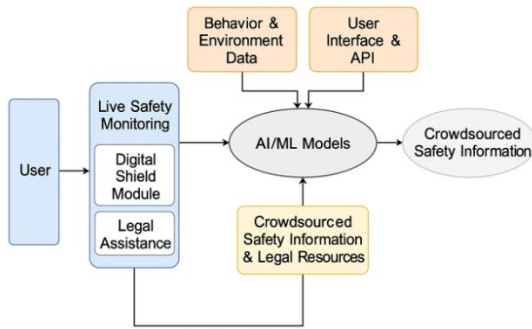 Behavior &
Environment
Data
User
Interface &
API
Live Safety
Monitoring
User
Digital
Shield
Module
Legal
Assistance
AI/ML Models
Crowdsourced
Safety Information
Crowdsourced
Safety Information
& Legal Resources